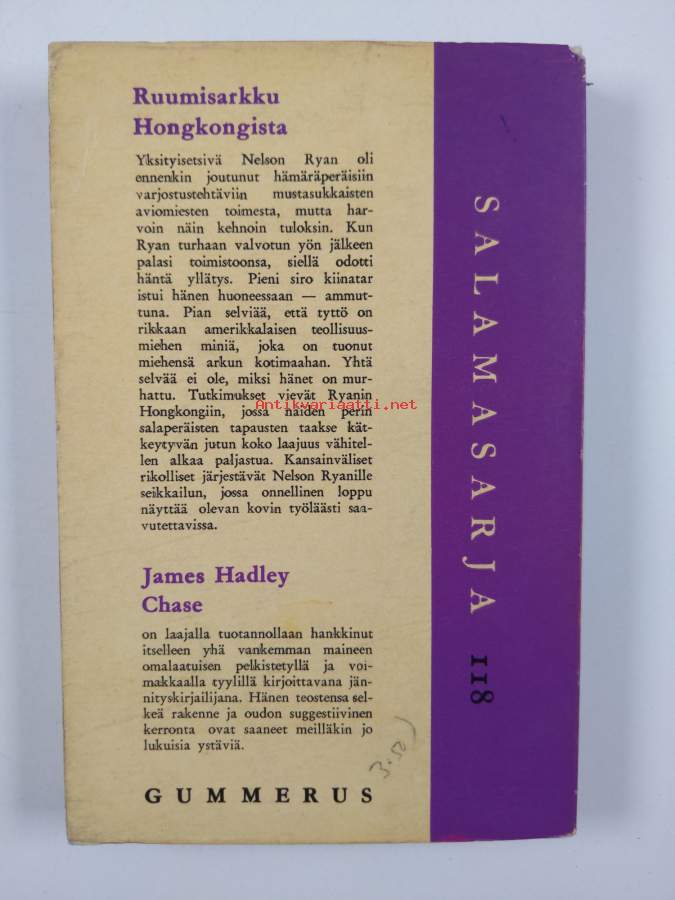 Ruumisarkku
Hongkongista
Yksityisetsivä Nelson Ryan oli
ennenkin joutunut hämäräperäisiin
varjostustehtäviin mustasukkaisten
aviomiesten toimesta, mutta har-
voin näin kehnoin tuloksin. Kun
Ryan turhaan valvotun yön jälkeen
palasi toimistoonsa, siellä odotti
häntä yllätys. Pieni siro kiinatar
istui hänen huoneessaan — ammut-
tuna. Pian selviää, että tyttö on
rikkaan amerikkalaisen teollisuus-
miehen miniä, joka on tuonut
miehensä arkun kotimaahan. Yhtä
selvää ei ole, miksi hänet on mur-
hattu. Tutkimukset vievät Ryanin
Antikvariaatti.net
Hongkongiin, jossa näiden perin
salaperäisten tapausten taakse kät-
keytyvän jutun koko laajuus vähitel-
len alkaa paljastua. Kansainväliset
rikolliset järjestävät Nelson Ryanille
seikkailun, jossa onnellinen loppu
näyttää olevan kovin työläästi saa-
vutettavissa.
James Hadley
Chase
on laajalla tuotannollaan hankkinut
itselleen yhä vankemman maineen
omalaatuisen pelkistetyllä ja voi-
makkaalla tyylillä kirjoittavana jän-
nityskirjailijana. Hänen teostensa sel-
keä rakenne ja oudon suggestiivinen
kerronta ovat saaneet meilläkin jo
lukuisia ystäviä.
3.50)
GUMMERUS
SALAMASARJA 118